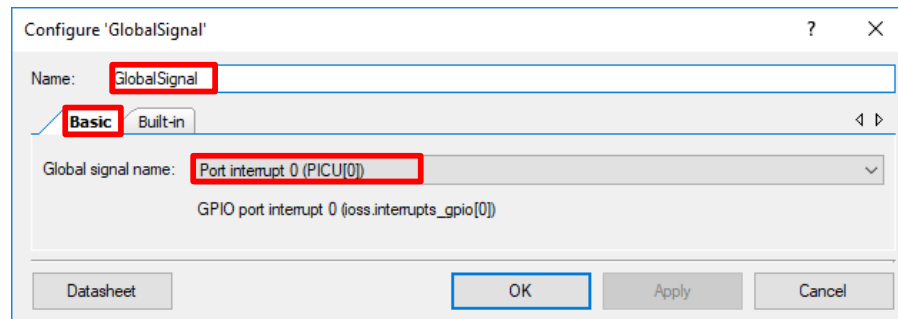 Configure 'GlobalSignal' ? ×
Name: GlobalSignal
Basic Built-in
Global signal name: Port interrupt 0 (PICU[0])
GPIO port interrupt 0 (ioss.interrupts_gpio[0])
Datasheet OK Apply Cancel